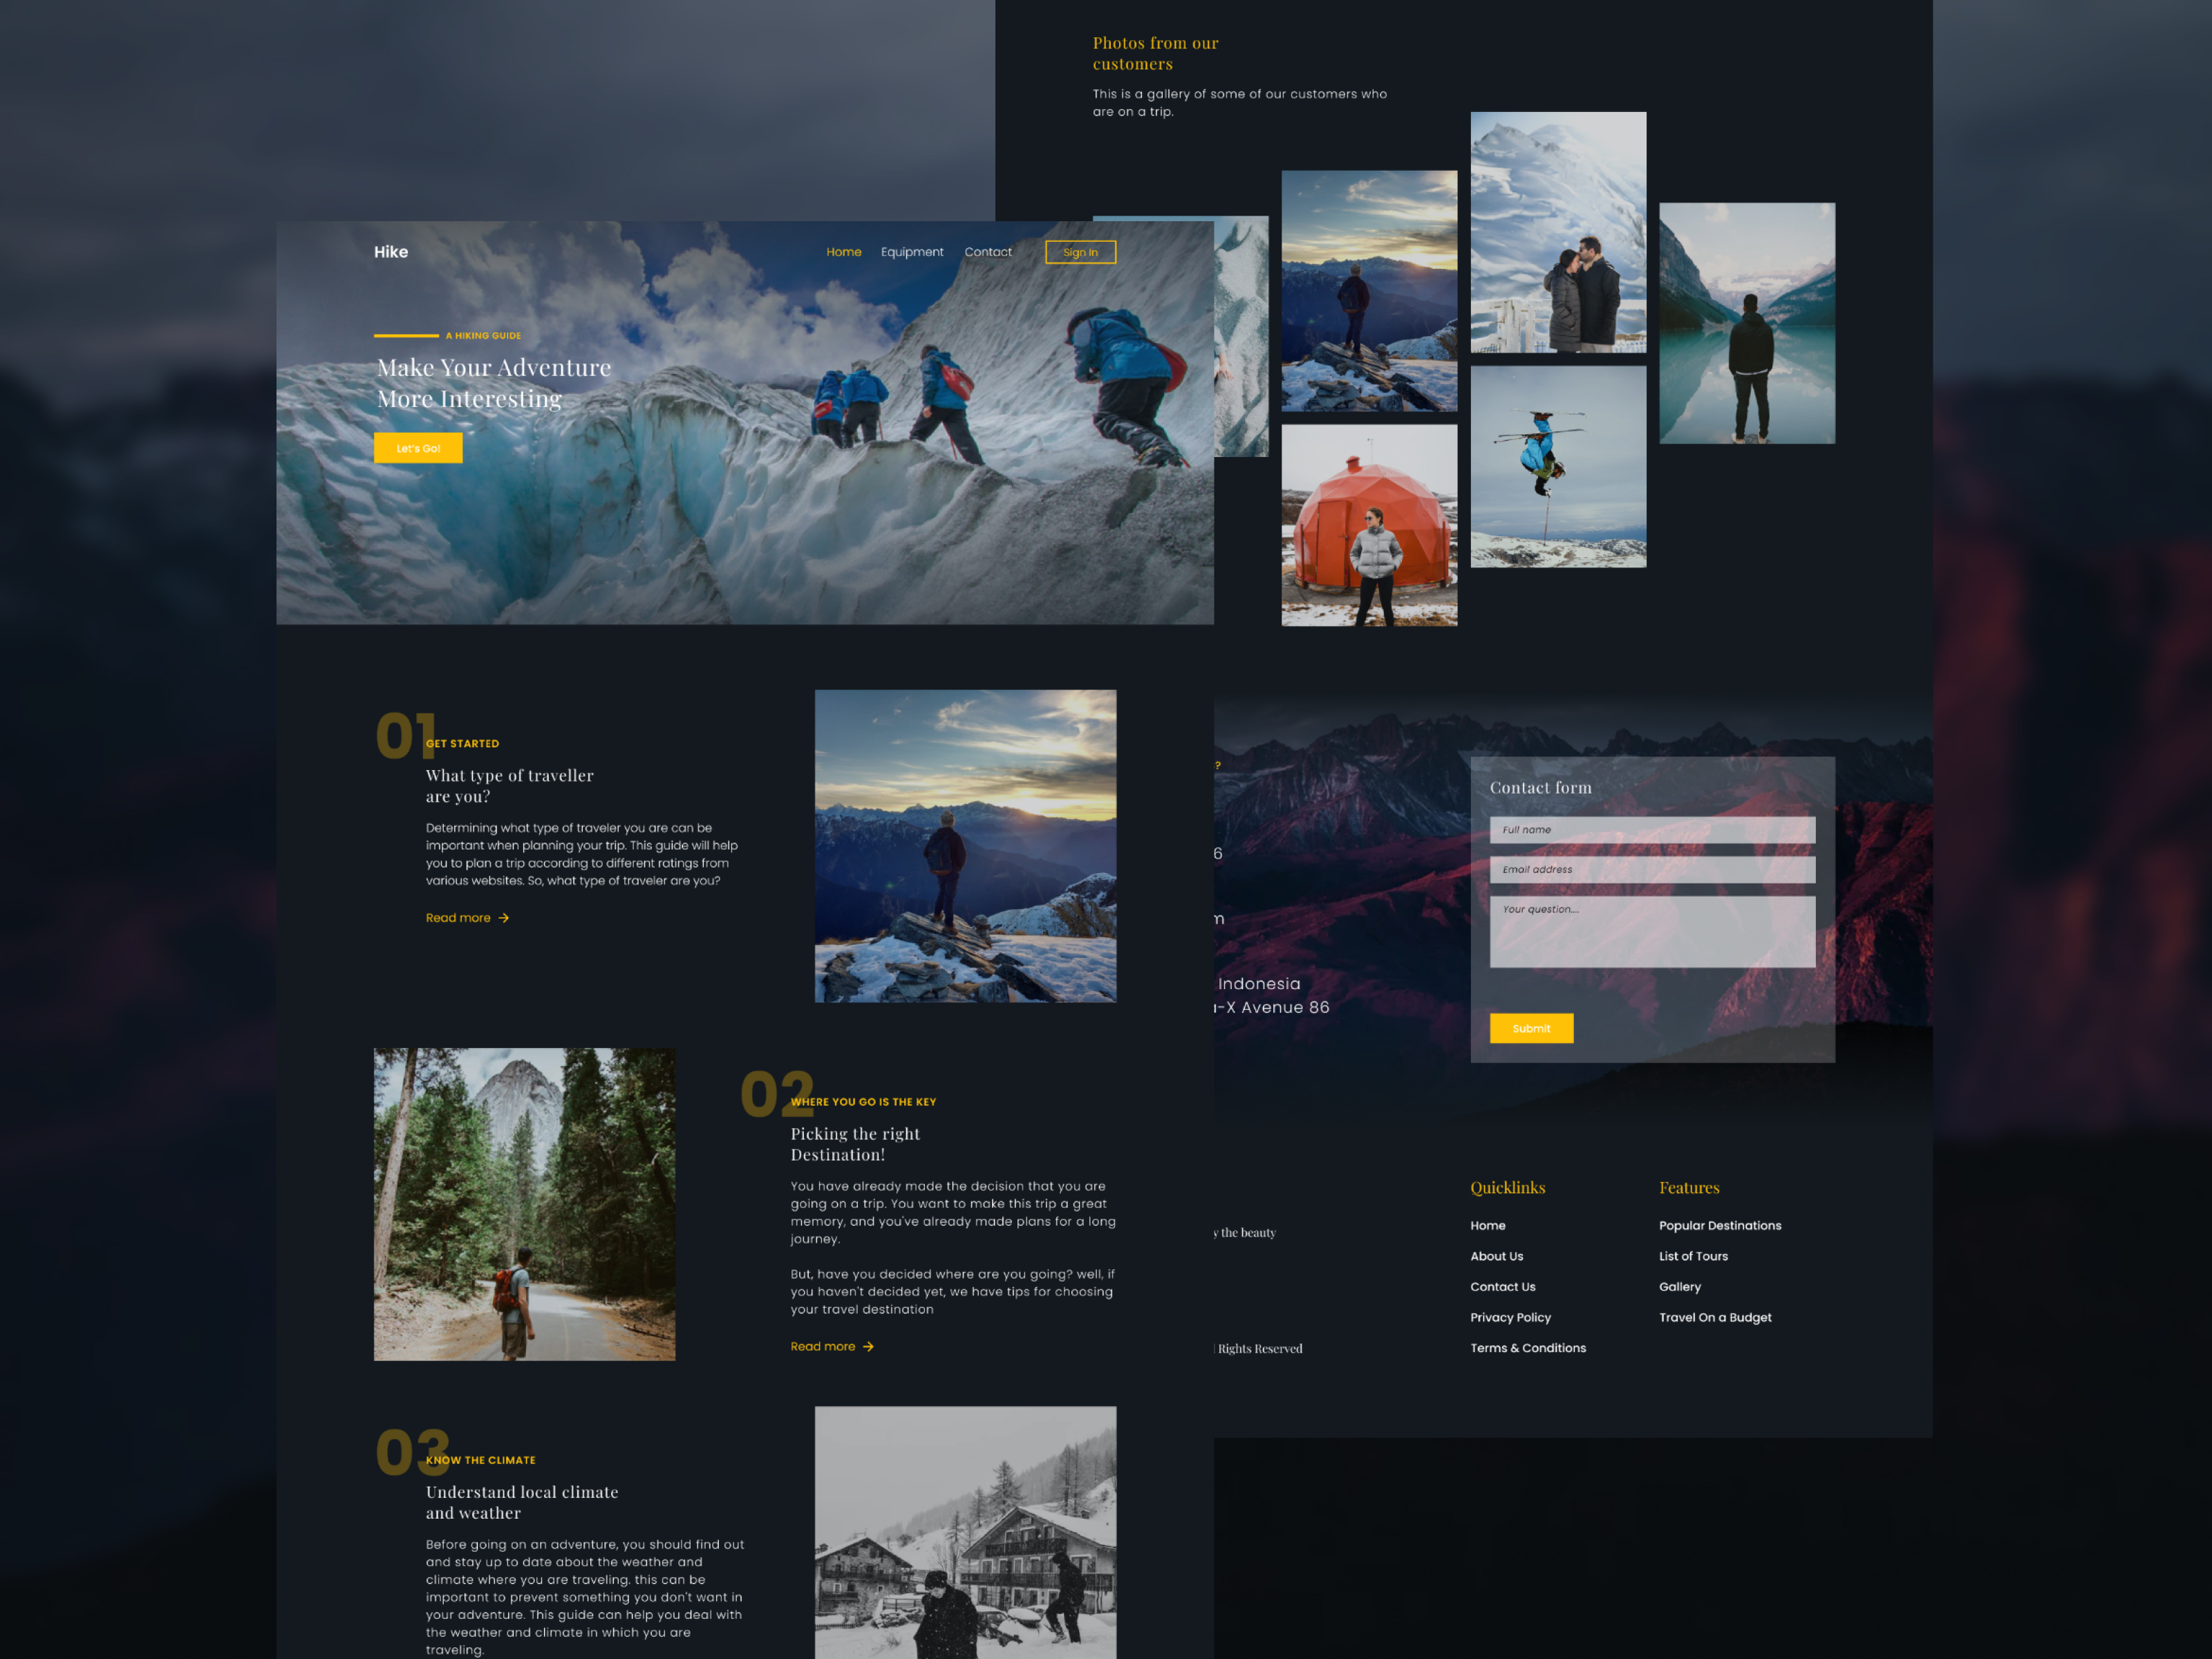 Photos from our
customers
This is a gallery of some of our customers who
are on a trip.
Hike
Home
Equipment
Contact
Sign In
A HIKING GUIDE
Make Your Adventure
More Interesting
Let's Go!
01
GET STARTED
What type of traveller
are you?
Determining what type of traveler you are can be
important when planning your trip. This guide will help
you to plan a trip according to different ratings from
various websites. So, what type of traveler are you?
Read more →
02
WHERE YOU GO IS THE KEY
Picking the right
Destination!
You have already made the decision that you are
going on a trip. You want to make this trip a great
memory, and you've already made plans for a long
journey.
But, have you decided where are you going? well, if
you haven't decided yet, we have tips for choosing
your travel destination
Read more →
03
KNOW THE CLIMATE
Understand local climate
and weather
Before going on an adventure, you should find out
and stay up to date about the weather and
climate where you are traveling. this can be
important to prevent something you don't want in
your adventure. This guide can help you deal with
the weather and climate in which you are
traveling.
?
6
m
Indonesia
-X Avenue 86
Contact form
Full name
Email address
Your question....
Submit
y the beauty
Rights Reserved
Quicklinks
Home
About Us
Contact Us
Privacy Policy
Terms & Conditions
Features
Popular Destinations
List of Tours
Gallery
Travel On a Budget